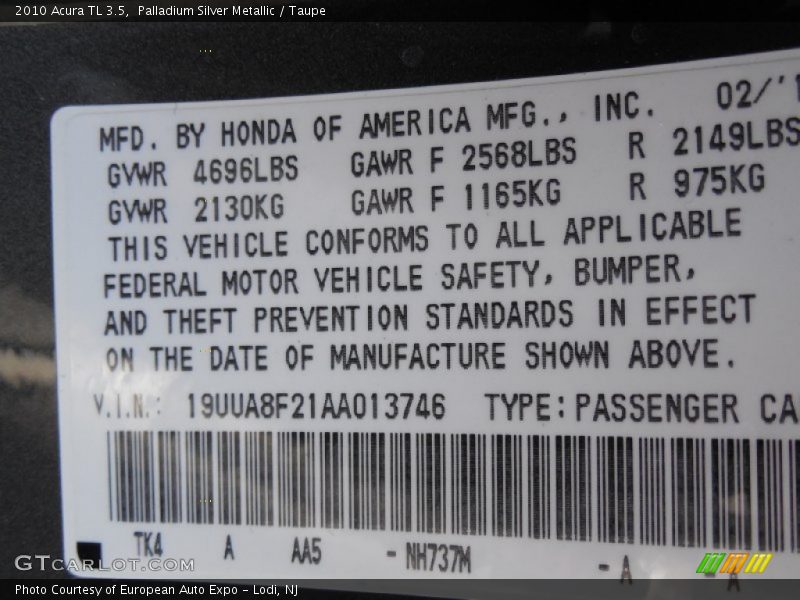 2010 Acura TL 3.5, Palladium Silver Metallic / Taupe
MFD. BY HONDA OF AMERICA MFG., INC. 02/'1
GVWR 4696LBS GAWR F 2568LBS R 2149LBS
GVWR 2130KG GAWR F 1165KG R 975KG
THIS VEHICLE CONFORMS TO ALL APPLICABLE
FEDERAL MOTOR VEHICLE SAFETY, BUMPER,
AND THEFT PREVENTION STANDARDS IN EFFECT
ON THE DATE OF MANUFACTURE SHOWN ABOVE.
V.I.N.: 19UUA8F21AA013746 TYPE: PASSENGER CA
TK4 A AA5 - NH737M - A A
GTcarlot.com
Photo Courtesy of European Auto Expo - Lodi, NJ